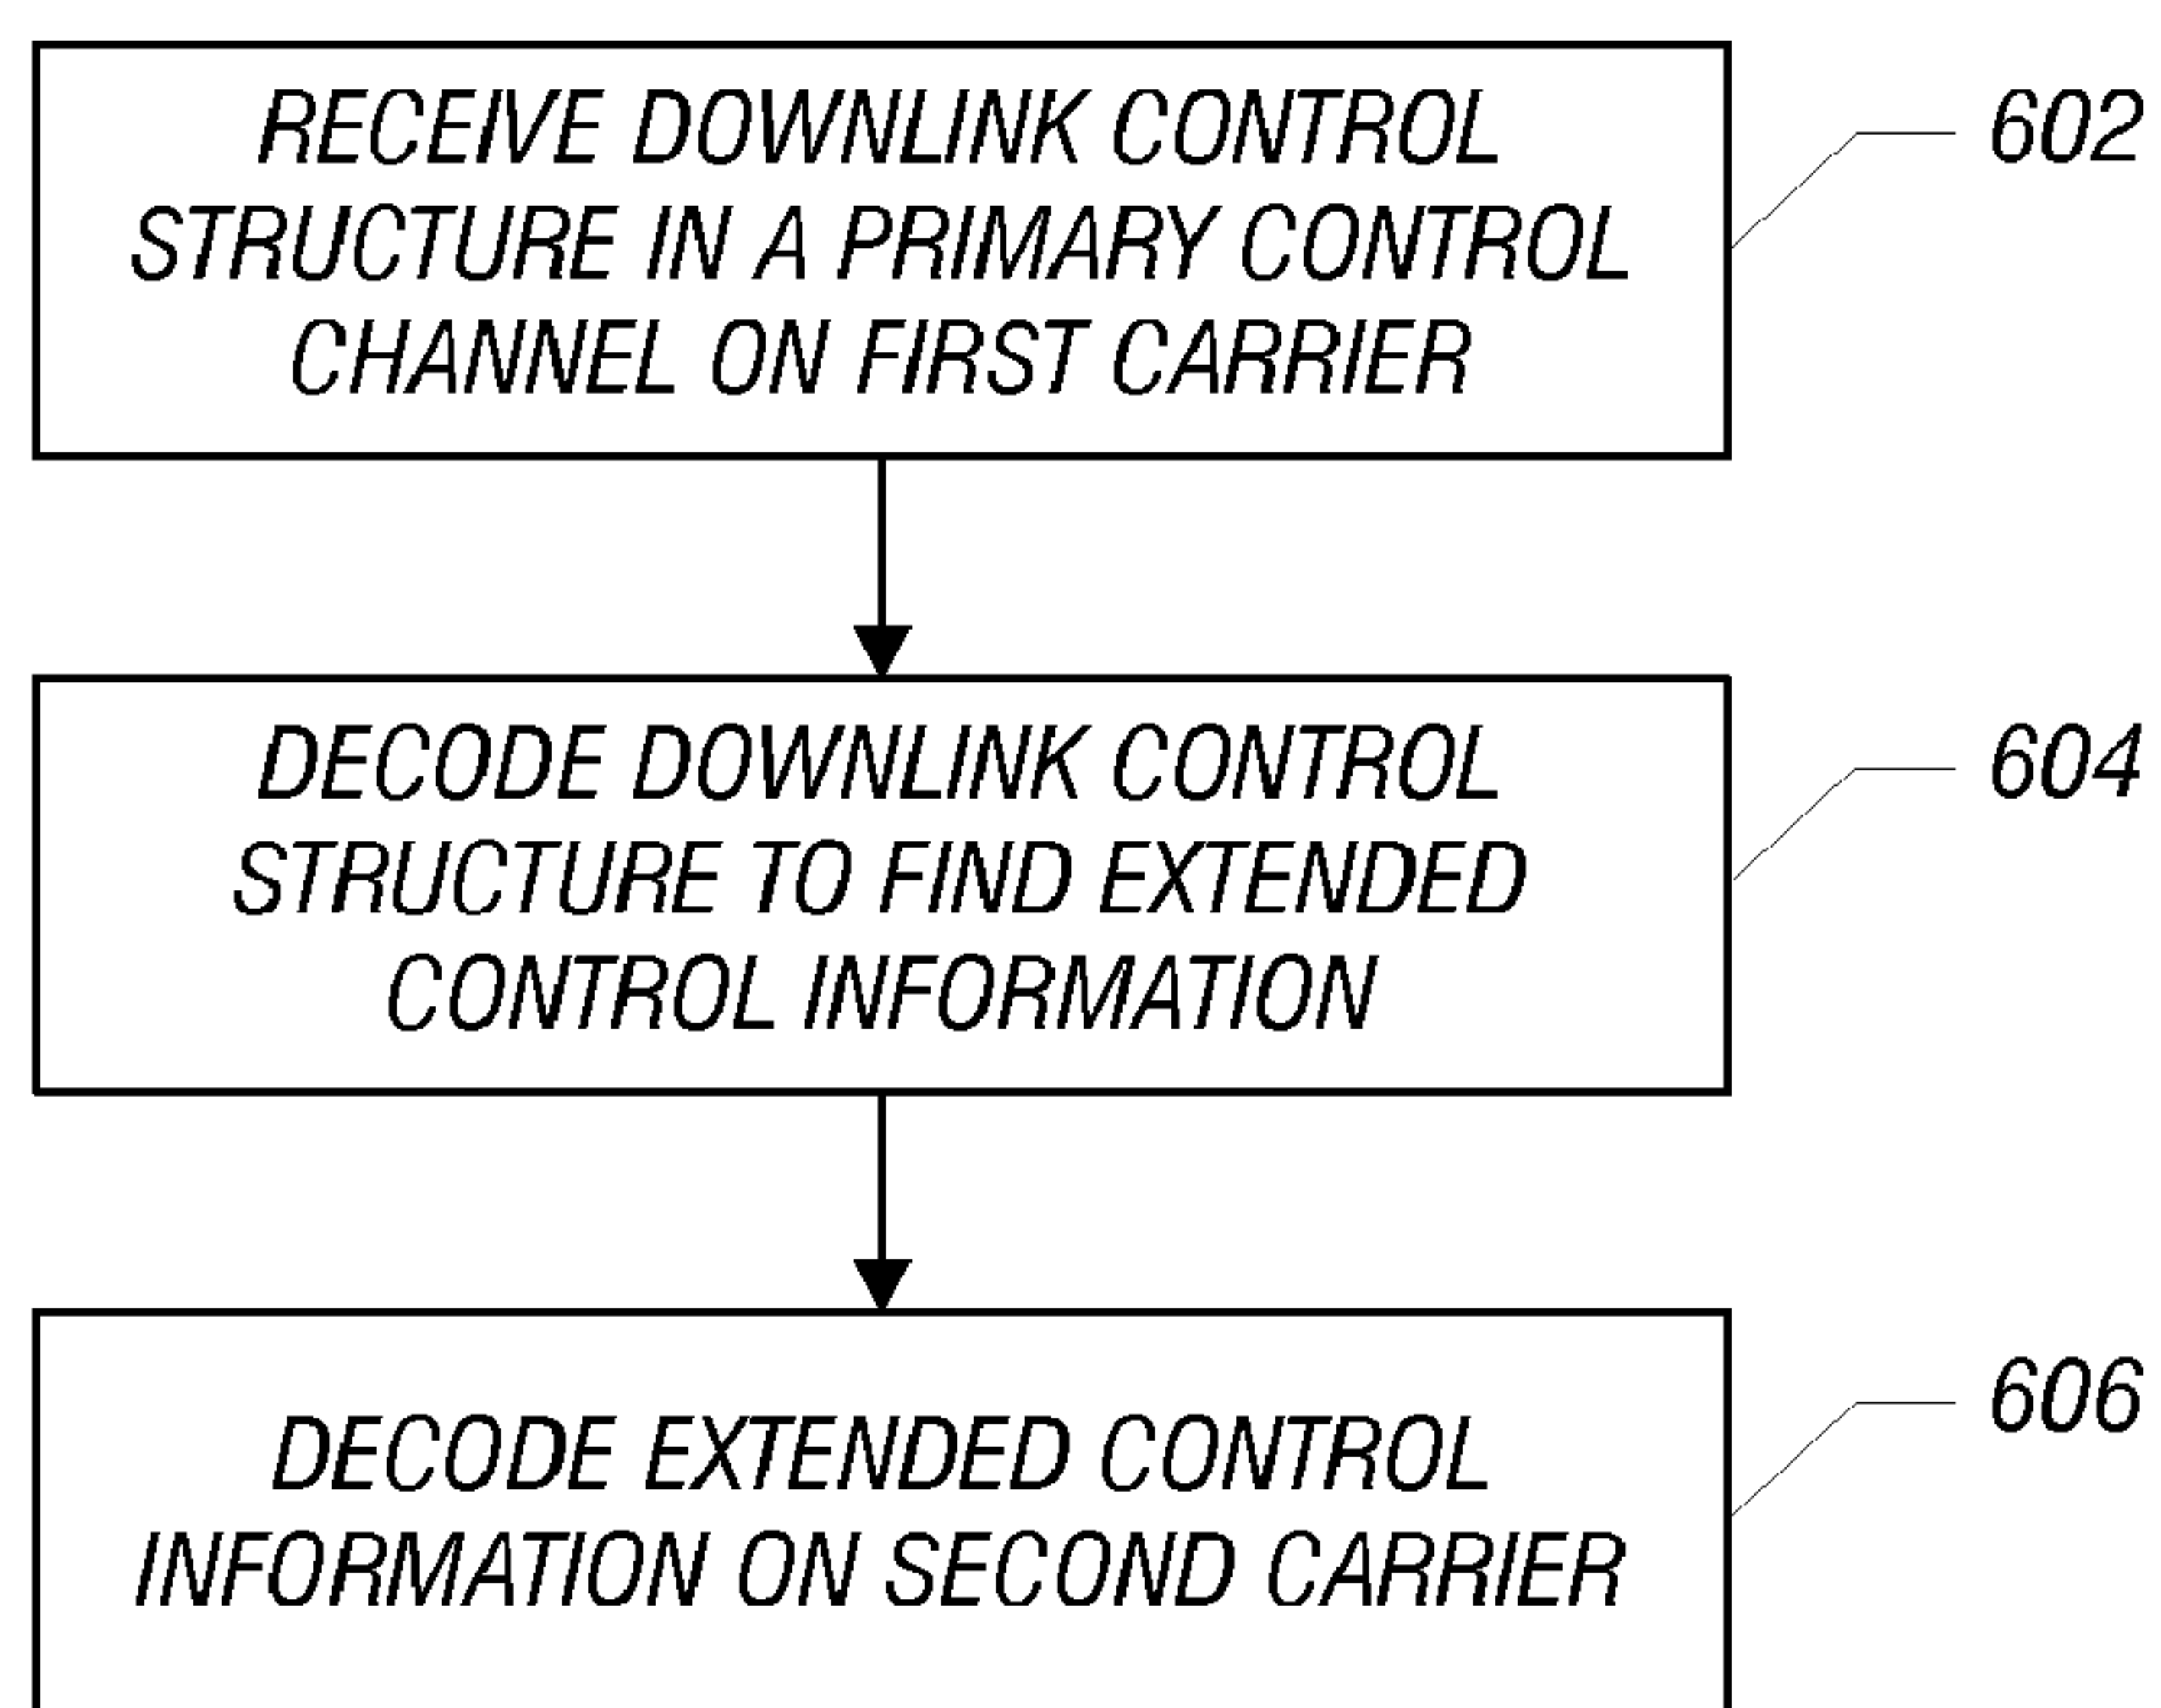 RECEIVE DOWNLINK CONTROL
STRUCTURE IN A PRIMARY CONTROL
CHANNEL ON FIRST CARRIER
602
DECODE DOWNLINK CONTROL
STRUCTURE TO FIND EXTENDED
CONTROL INFORMATION
604
DECODE EXTENDED CONTROL
INFORMATION ON SECOND CARRIER
606